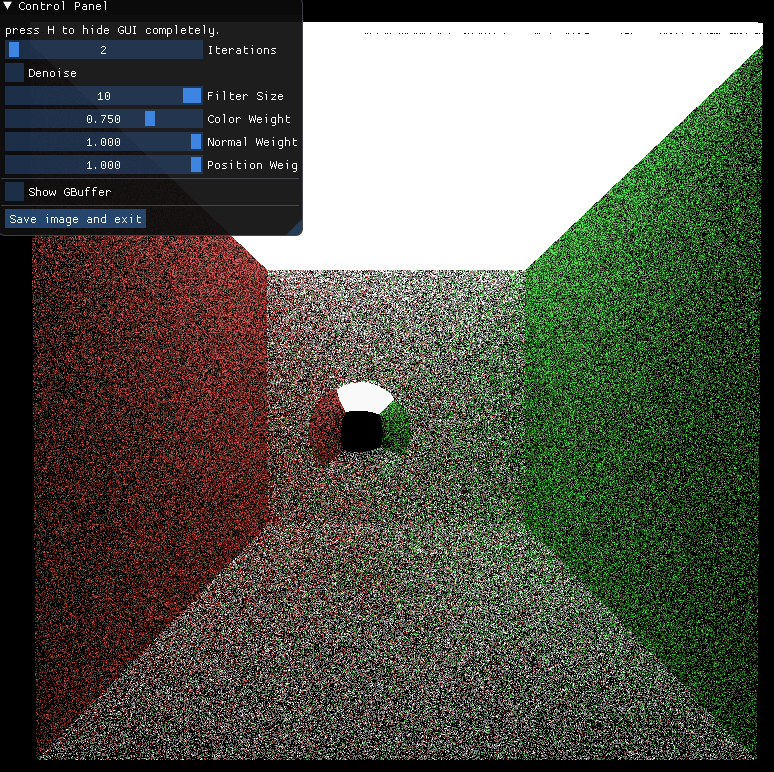 Control Panel
press H to hide GUI completely.
2 Iterations
Denoise
10 Filter Size
0.750 Color Weight
1.000 Normal Weight
1.000 Position Weig
Show GBuffer
Save image and exit